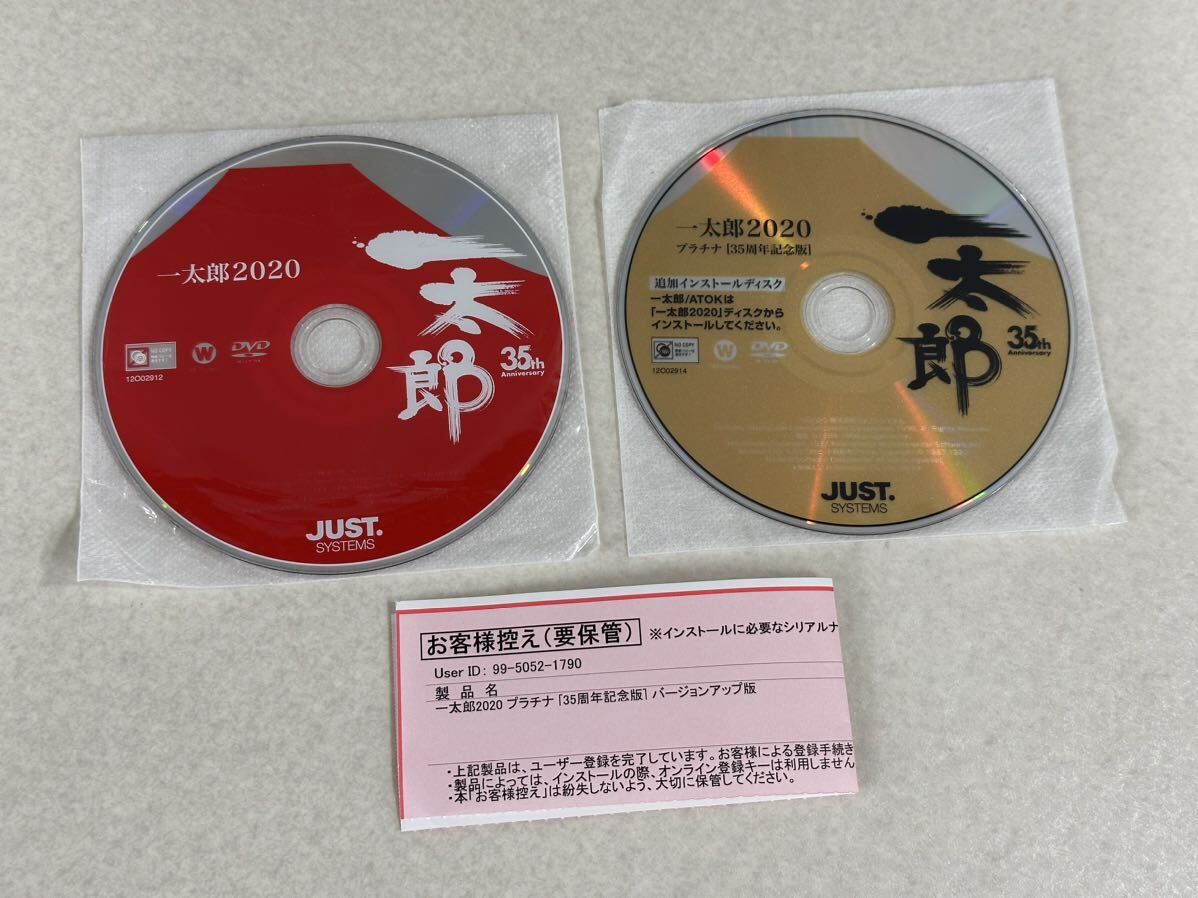 一太郎2020
一太郎
35th
Anniversary
NO COPY
W
DVD
12O02912
JUST.
SYSTEMS
一太郎2020
プラチナ [35周年記念版]
追加インストールディスク
一太郎/ATOKは
「一太郎2020」ディスクから
インストールしてください。
一太郎
35th
Anniversary
NO COPY
W
DVD
12O02914
JUST.
SYSTEMS
お客様控え(要保管) ※インストールに必要なシリアルナ
User ID: 99-5052-1790
製 品 名
一太郎2020 プラチナ [35周年記念版] バージョンアップ版
・上記製品は、ユーザー登録を完了しています。お客様による登録手続き
・製品によっては、インストールの際、オンライン登録キーは利用しません
・本「お客様控え」は紛失しないよう、大切に保管してください。